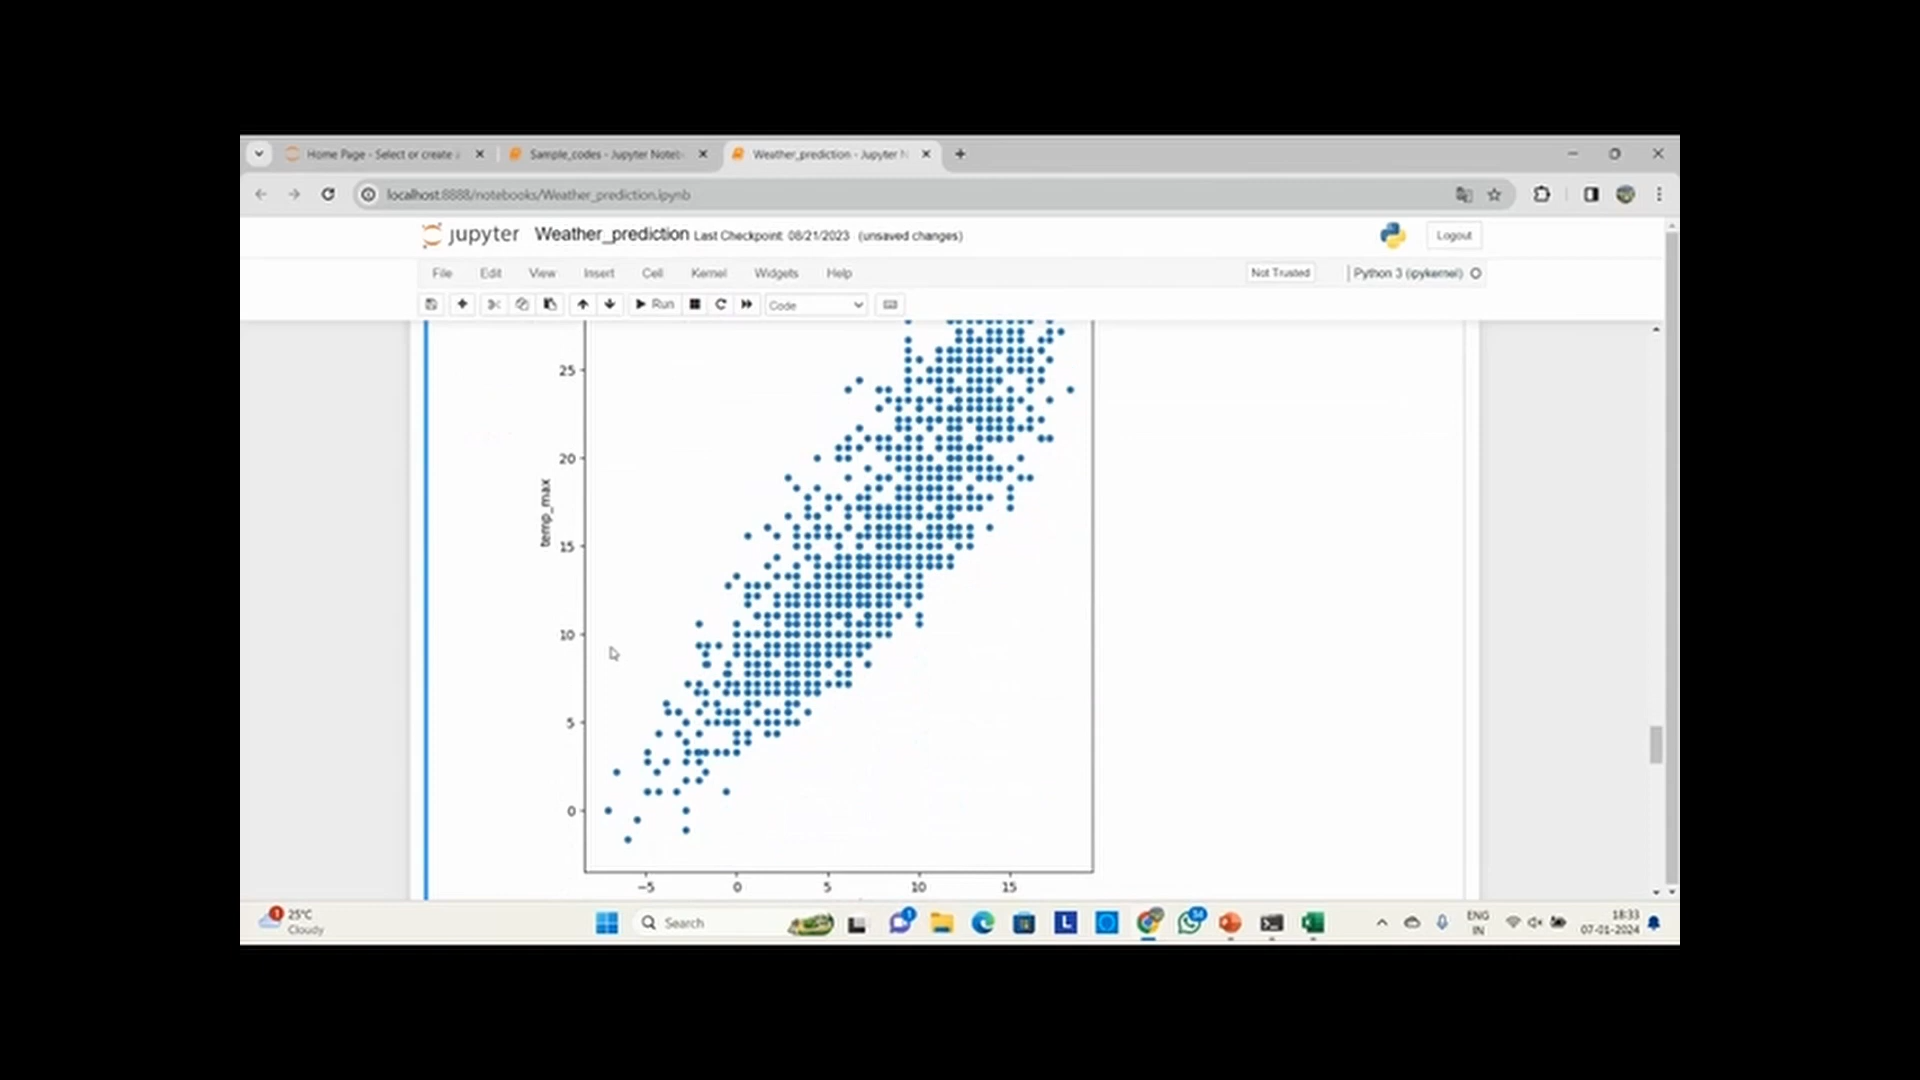 Home Page - Select or create a
Sample_codes - Jupyter Noteb
Weather_prediction - Jupyter N
localhost:8888/notebooks/Weather_prediction.ipynb
jupyter Weather_prediction Last Checkpoint: 08/21/2023 (unsaved changes)
Logout
File Edit View Insert Cell Kernel Widgets Help
Not Trusted
Python 3 (ipykernel)
Run
Code
25
20
temp_max
15
10
5
0
−5 0 5 10 15
1
25°C
Cloudy
Search
1
L
34
ENG
IN
18:33
07-01-2024